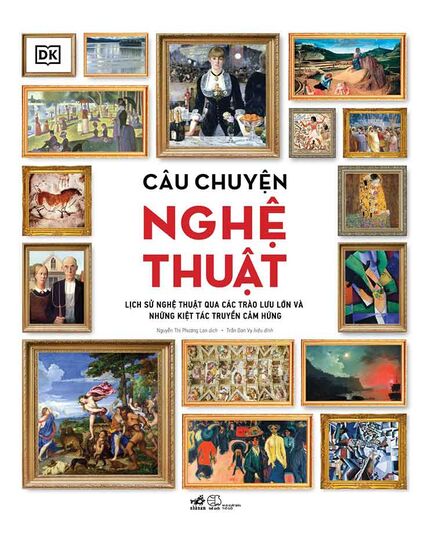 DK
CÂU CHUYỆN
NGHỆ
THUẬT
LỊCH SỬ NGHỆ THUẬT QUA CÁC TRÀO LƯU LỚN VÀ
NHỮNG KIỆT TÁC TRUYỀN CẢM HỨNG
Nguyễn Thị Phương Lan dịch • Trần Đan Vy hiệu đính